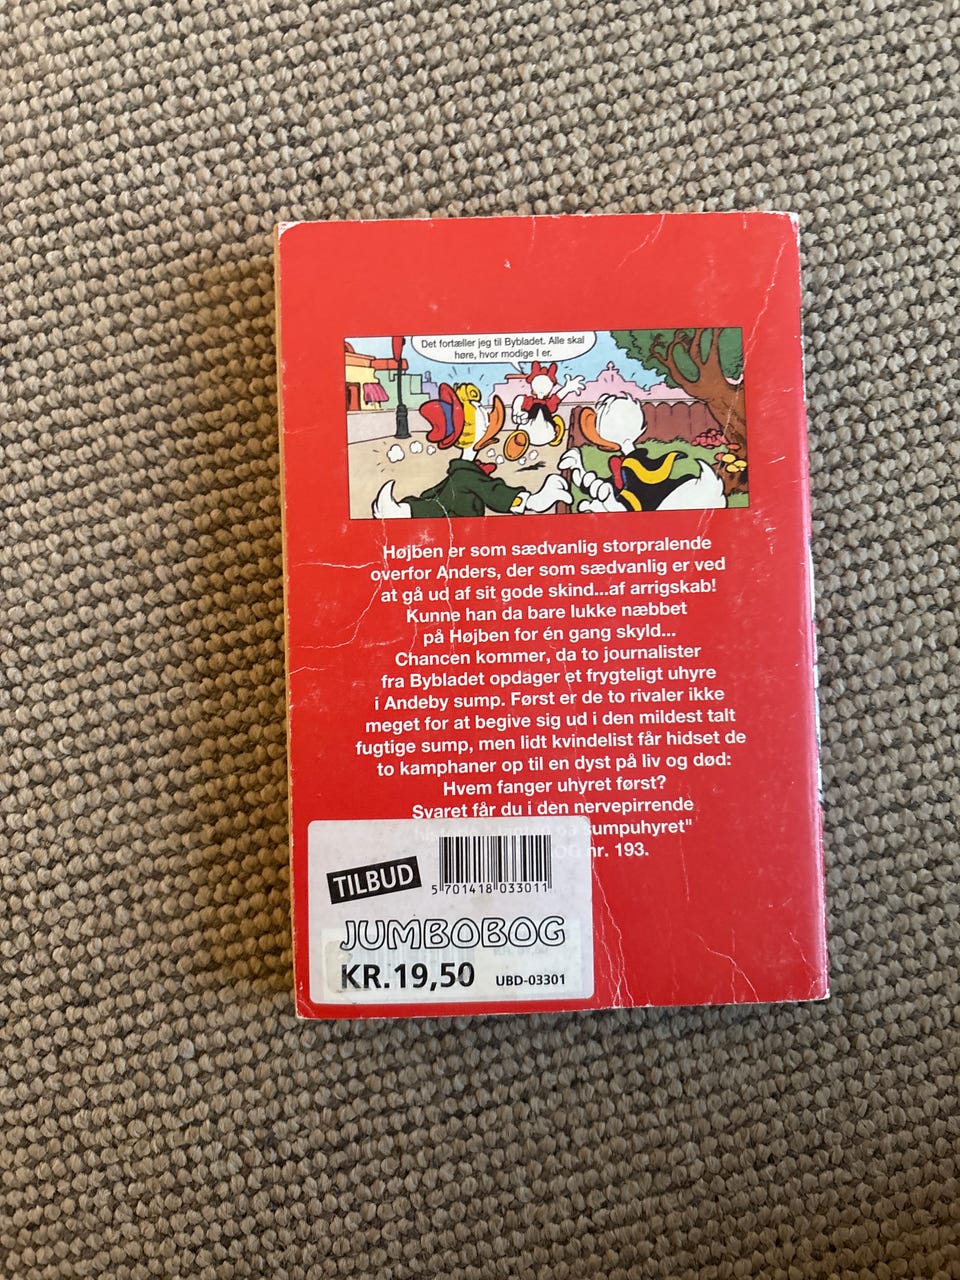 Det fortæller jeg til Bybladet. Alle skal
høre, hvor modige I er.
Højben er som sædvanlig storpralende
overfor Anders, der som sædvanlig er ved
at gå ud af sit gode skind...af arrigskab!
Kunne han da bare lukke næbbet
på Højben for én gang skyld...
Chancen kommer, da to journalister
fra Bybladet opdager et frygteligt uhyre
i Andeby sump. Først er de to rivaler ikke
meget for at begive sig ud i den mildest talt
fugtige sump, men lidt kvindelist får hidset de
to kamphaner op til en dyst på liv og død:
Hvem fanger uhyret først?
Svaret får du i den nervepirrende
på sumpuhyret"
nr. 193.
TILBUD
5 701418 033011
JUMBOBOG
KR.19,50
UBD-03301